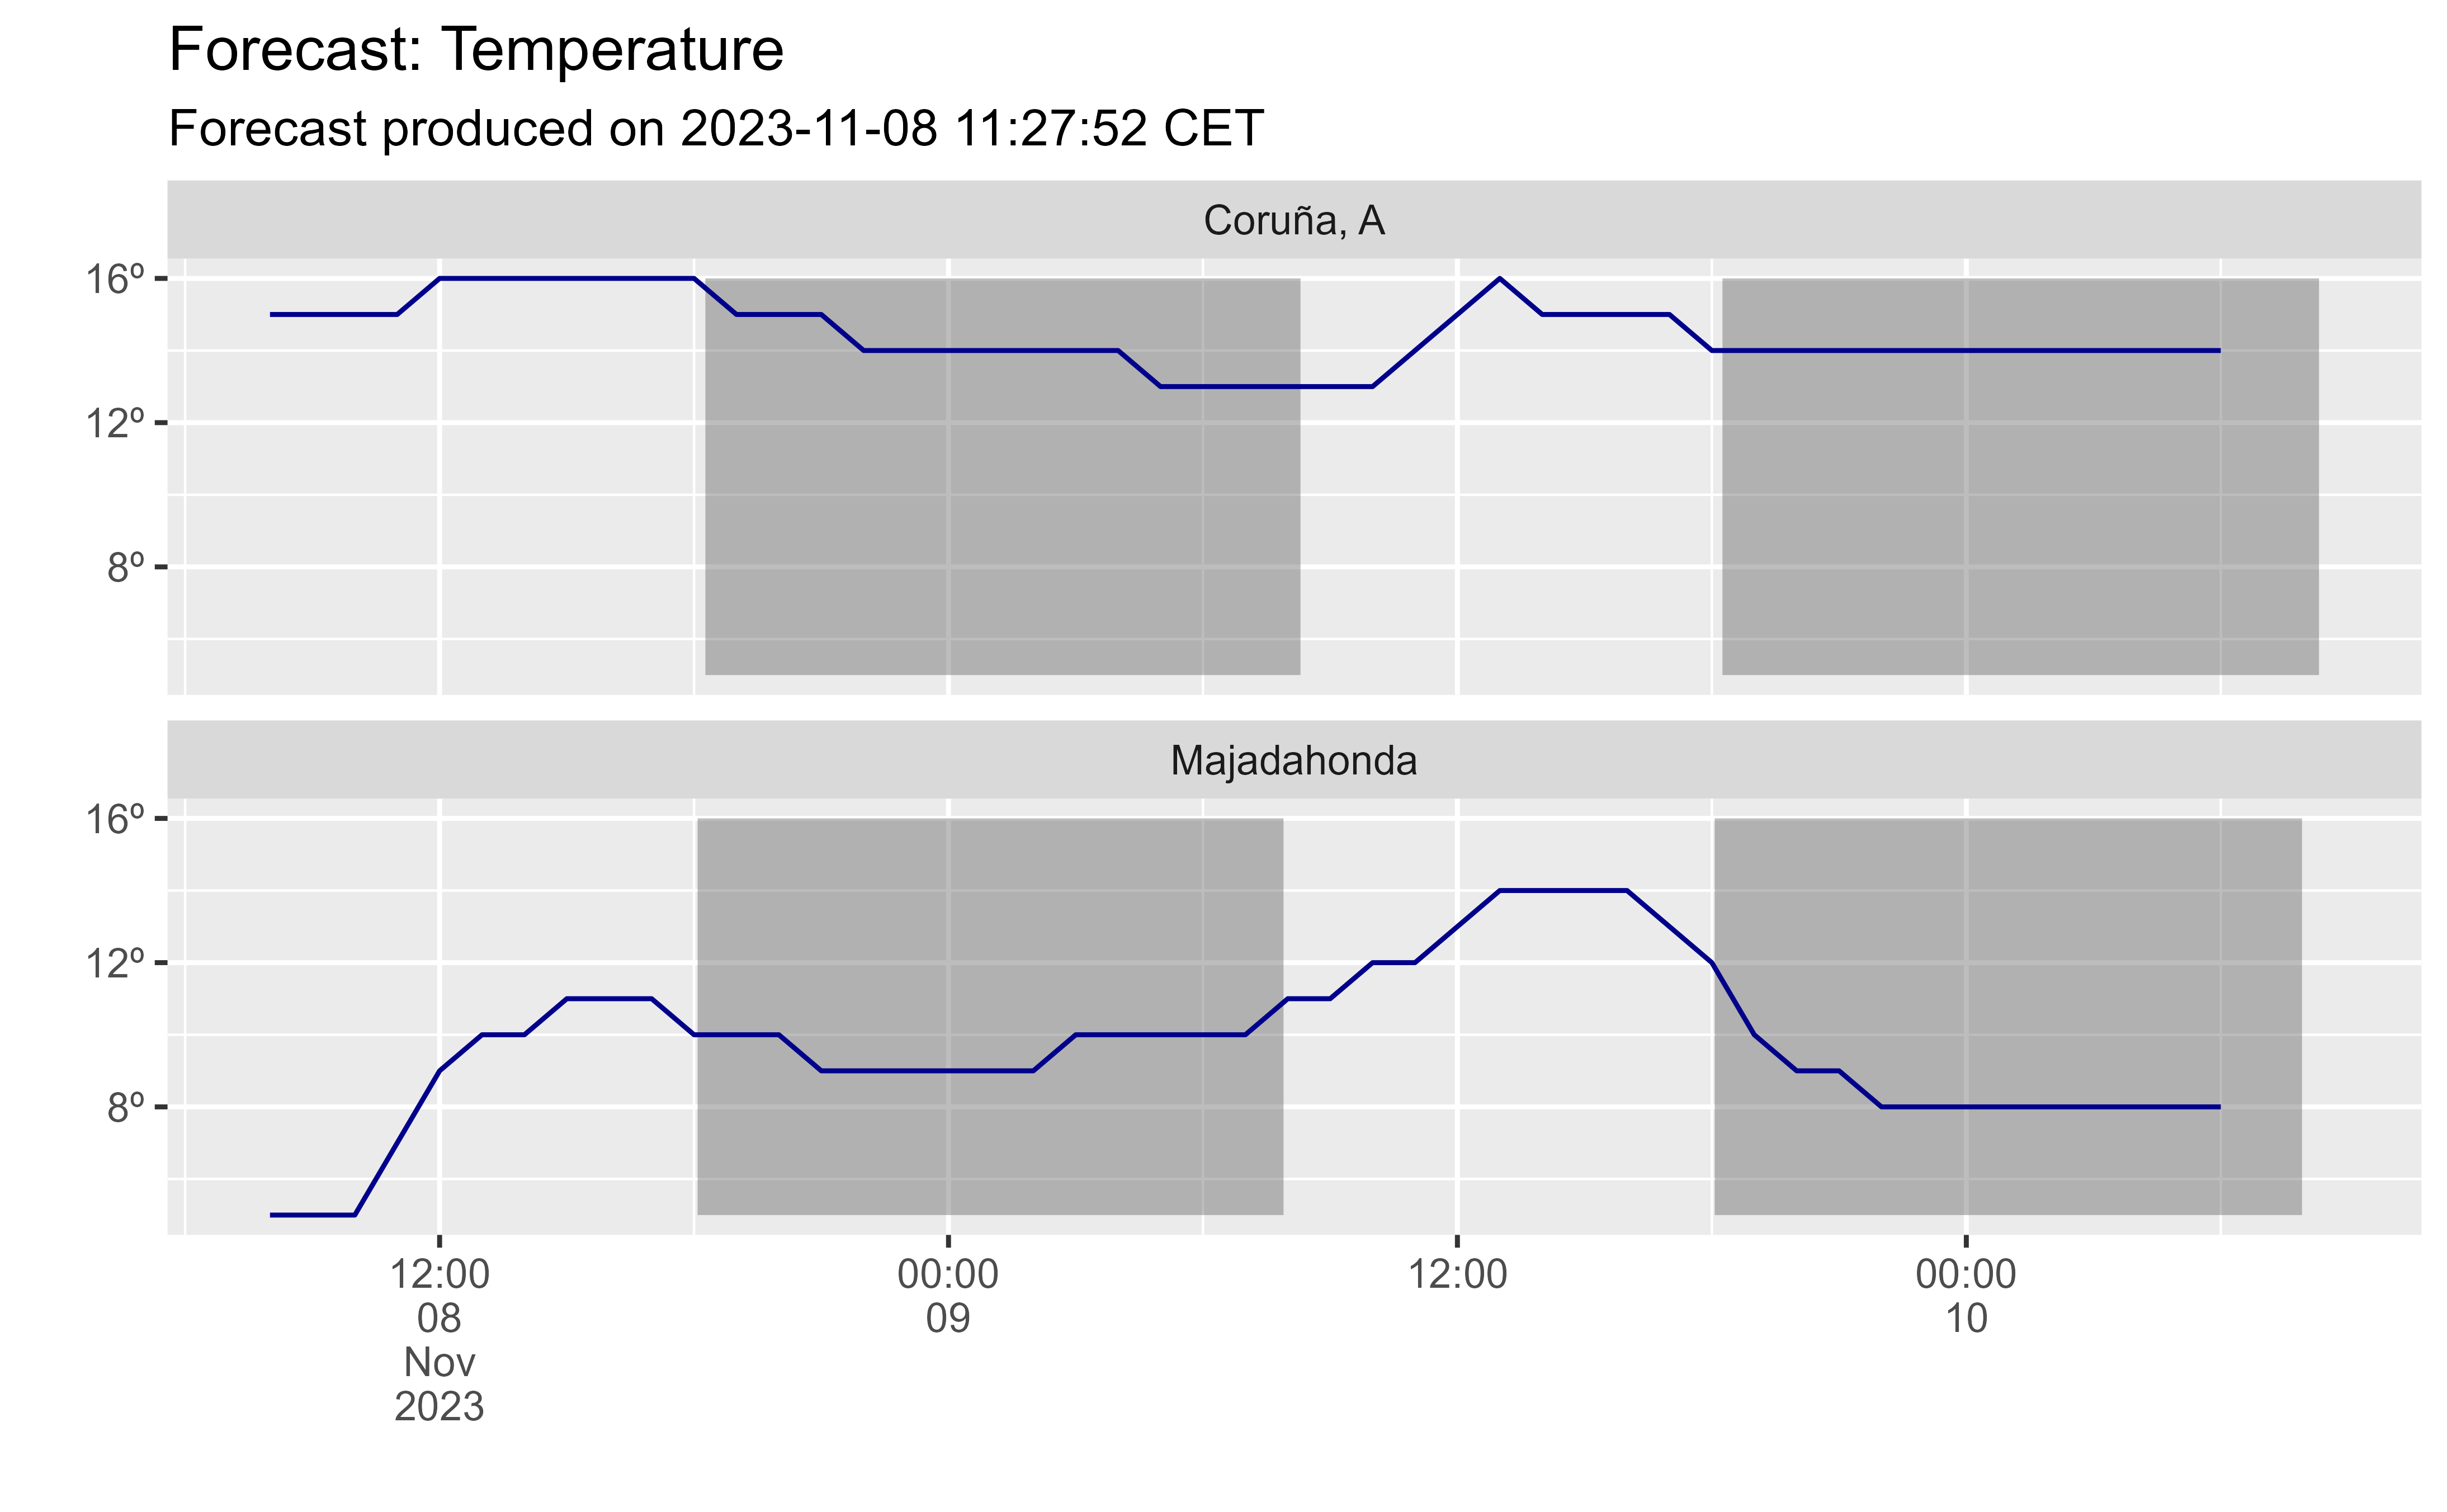 Forecast: Temperature
Forecast produced on 2023-11-08 11:27:52 CET
Coruña, A
16º
12º
8º
Majadahonda
16º
12º
8º
12:00 00:00 12:00 00:00
08 09 10
Nov
2023